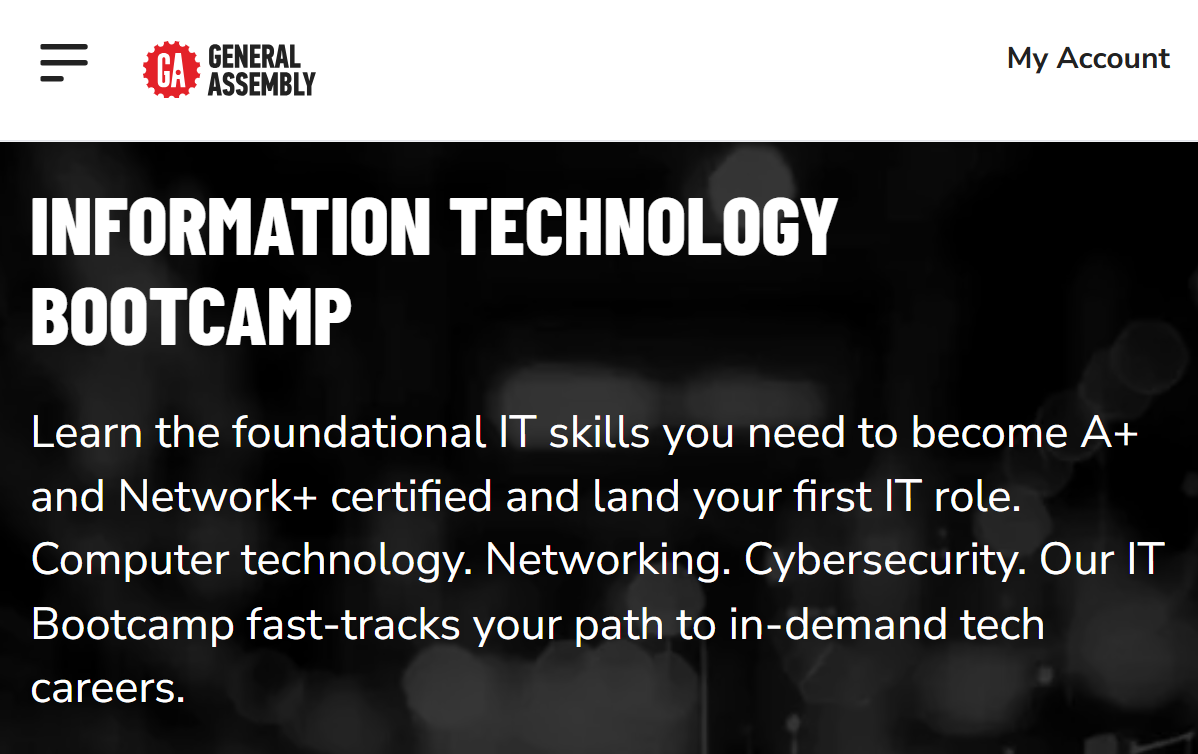 GA GENERAL
ASSEMBLY
My Account
INFORMATION TECHNOLOGY
BOOTCAMP
Learn the foundational IT skills you need to become A+
and Network+ certified and land your first IT role.
Computer technology. Networking. Cybersecurity. Our IT
Bootcamp fast-tracks your path to in-demand tech
careers.